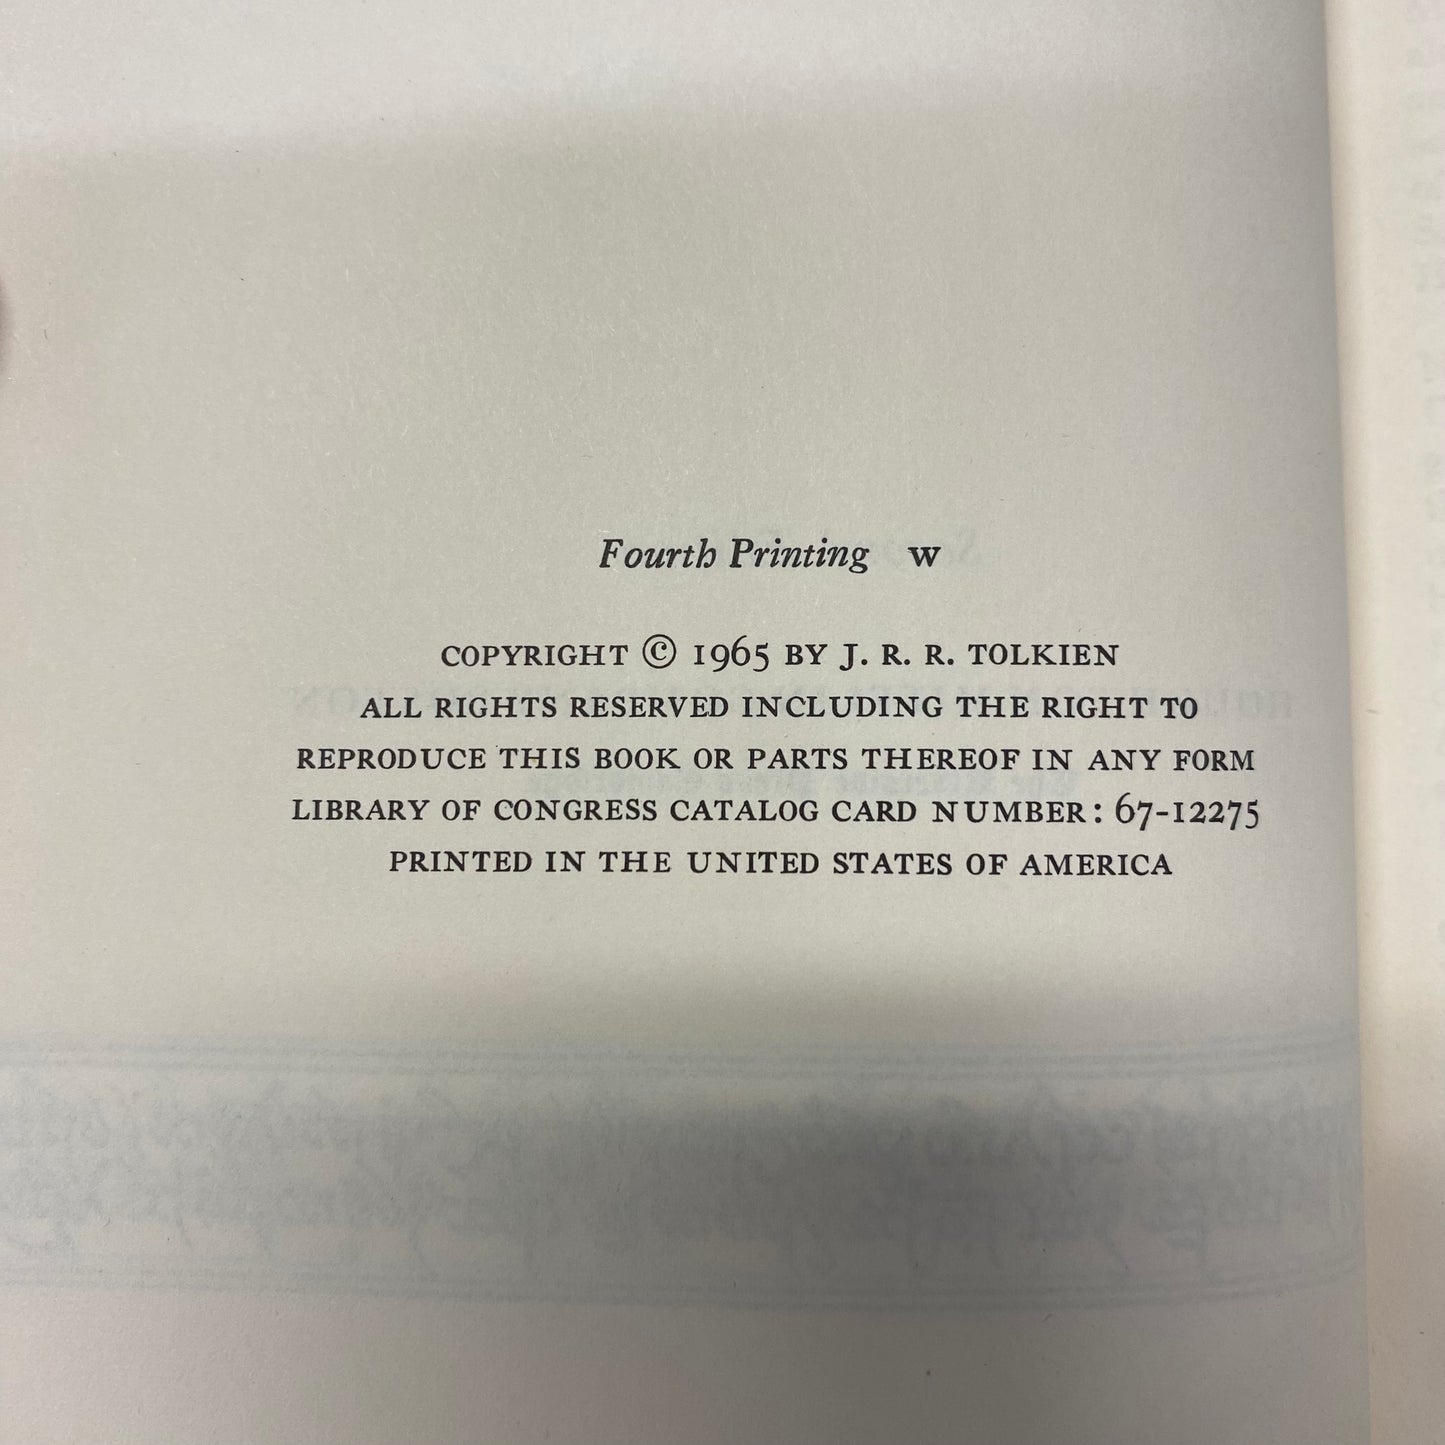 Fourth Printing W
COPYRIGHT © 1965 BY J. R. R. TOLKIEN
ALL RIGHTS RESERVED INCLUDING THE RIGHT TO
REPRODUCE THIS BOOK OR PARTS THEREOF IN ANY FORM
LIBRARY OF CONGRESS CATALOG CARD NUMBER: 67-12275
PRINTED IN THE UNITED STATES OF AMERICA